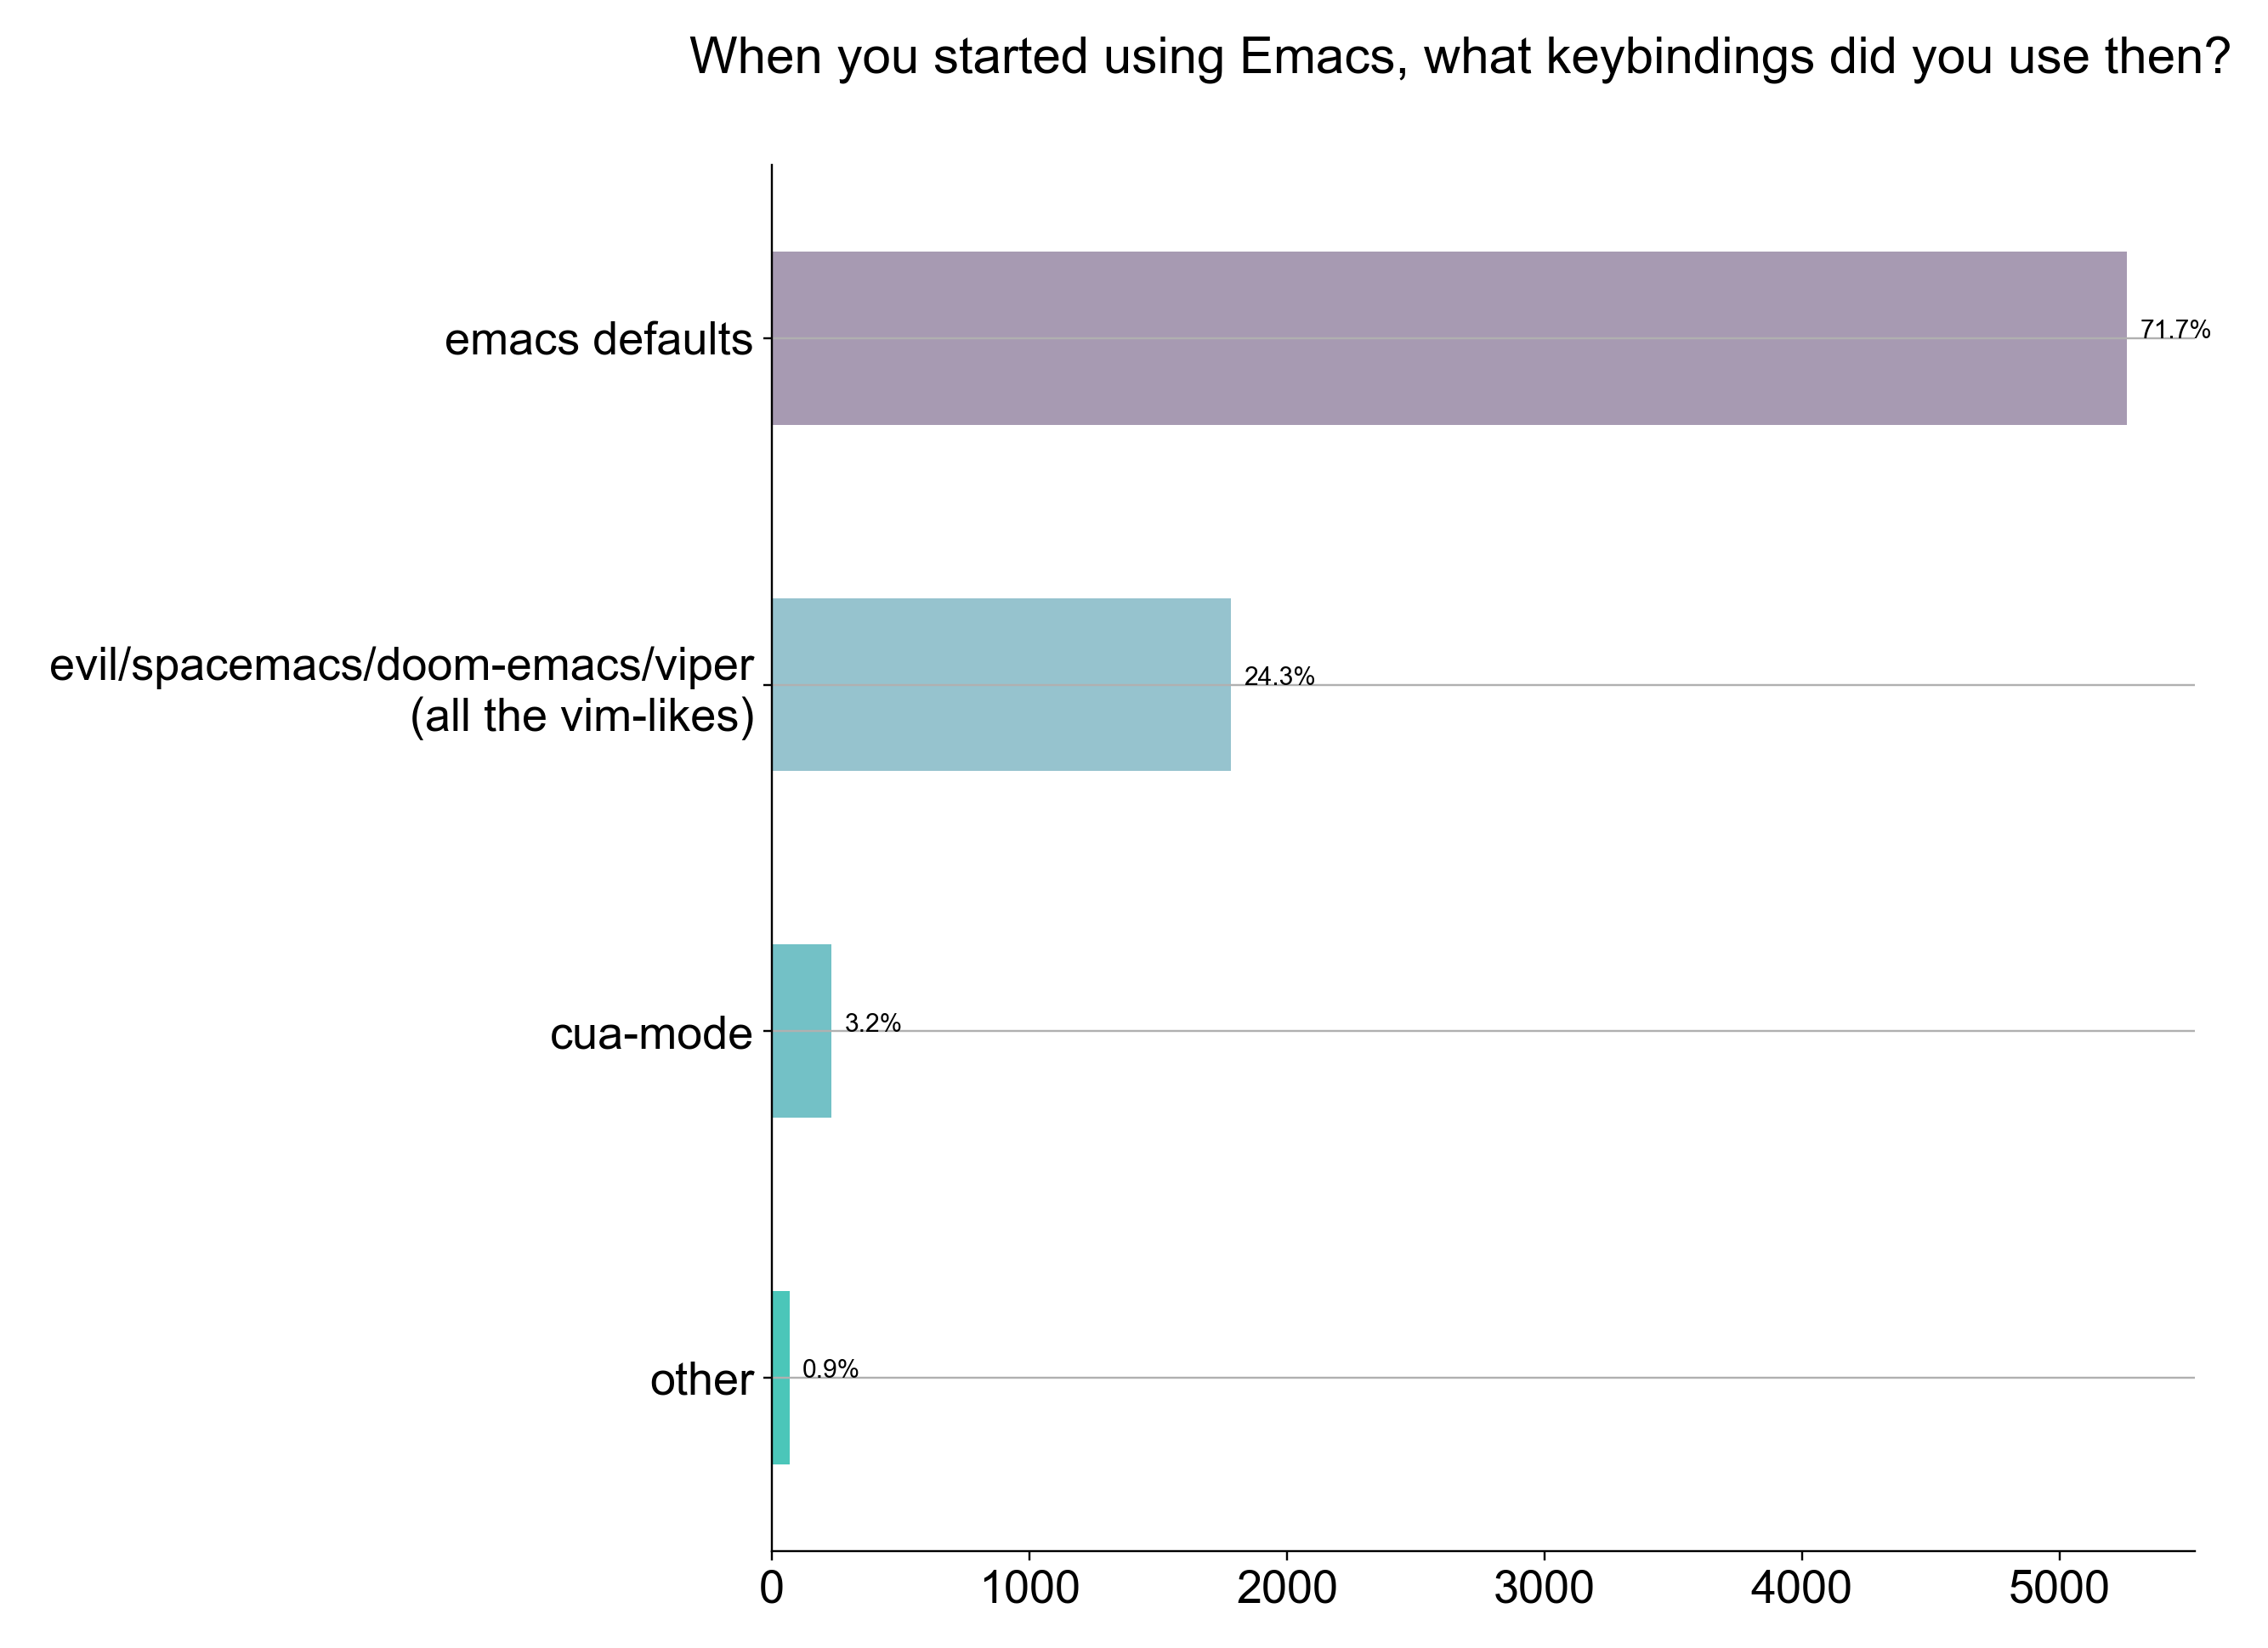 When you started using Emacs, what keybindings did you use then?
emacs defaults
71.7%
evil/spacemacs/doom-emacs/viper
(all the vim-likes)
24.3%
cua-mode
3.2%
other
0.9%
0 1000 2000 3000 4000 5000